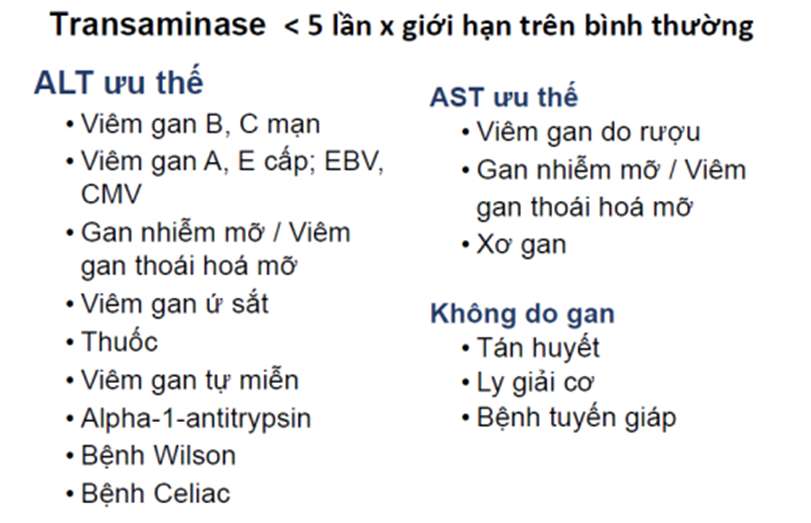 Transaminase < 5 lần x giới hạn trên bình thường
ALT ưu thế
• Viêm gan B, C mạn
• Viêm gan A, E cấp; EBV,
CMV
• Gan nhiễm mỡ / Viêm
gan thoái hoá mỡ
• Viêm gan ứ sắt
• Thuốc
• Viêm gan tự miễn
• Alpha-1-antitrypsin
• Bệnh Wilson
• Bệnh Celiac
AST ưu thế
• Viêm gan do rượu
• Gan nhiễm mỡ / Viêm
gan thoái hoá mỡ
• Xơ gan
Không do gan
• Tán huyết
• Ly giải cơ
• Bệnh tuyến giáp